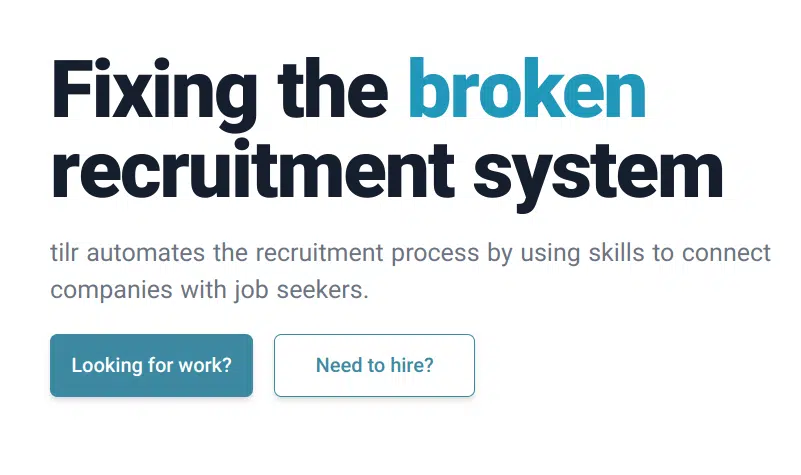 Fixing the broken
recruitment system
tilr automates the recruitment process by using skills to connect
companies with job seekers.
Looking for work?
Need to hire?